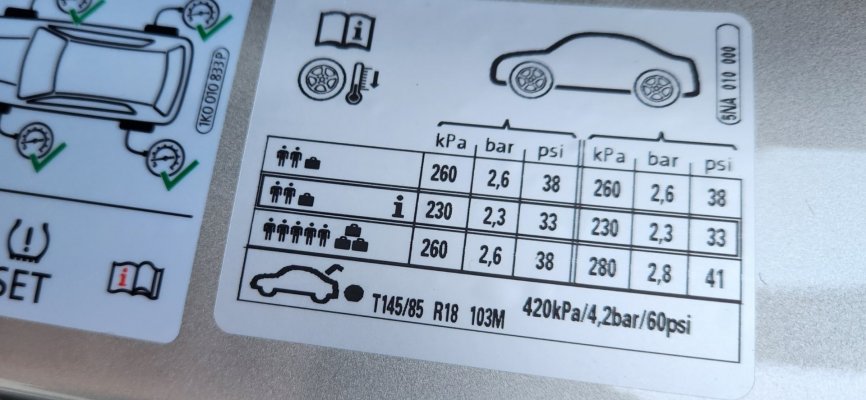 1K0 010 833 P
SET
i
i
5NA 010 000
kPa bar psi kPa bar psi
260 2,6 38 260 2,6 38
i 230 2,3 33 230 2,3 33
260 2,6 38 280 2,8 41
T145/85 R18 103M 420kPa/4,2bar/60psi